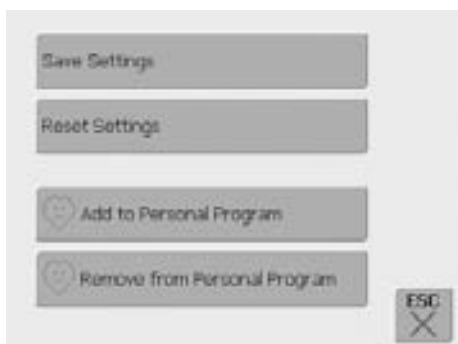 Save Settings
Reset Settings
Add to Personal Program
Remove from Personal Program
ESC